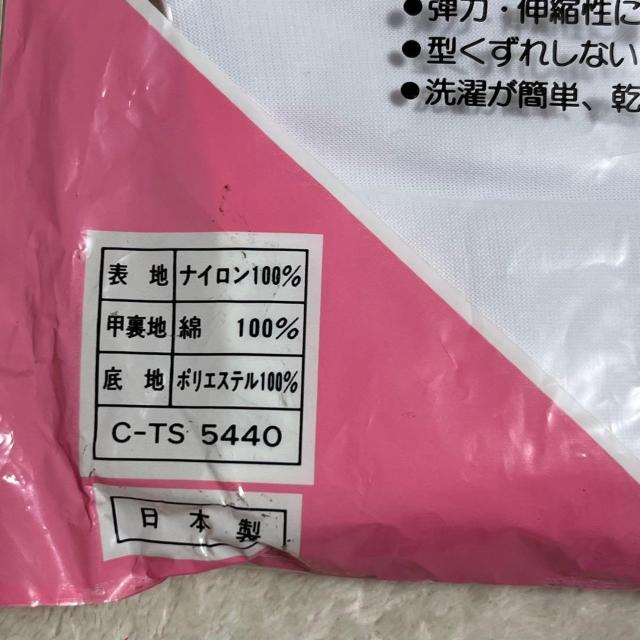 ●弾力・伸縮性に
●型くずれしない
●洗濯が簡単、乾
表 地 ナイロン100%
甲裏地 綿 100%
底 地 ポリエステル100%
C-TS 5440
日本製